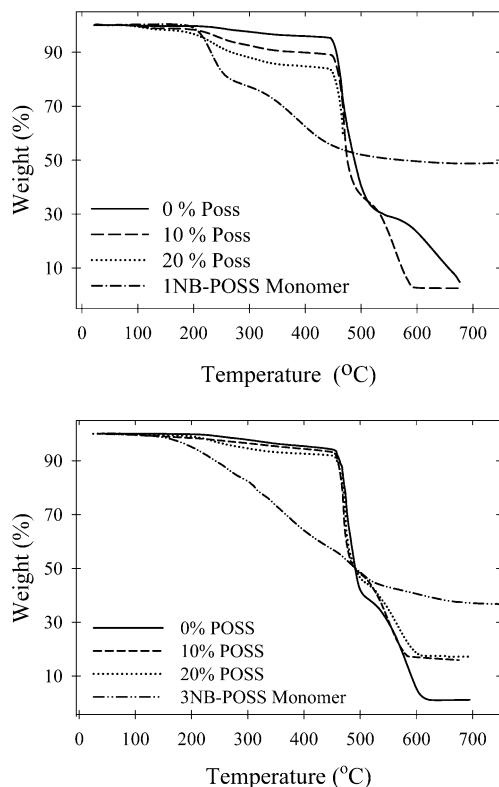 90
70
50
30
10
Weight (%)
0 % Poss
10 % Poss
20 % Poss
1NB-POSS Monomer
0 100 200 300 400 500 600 700
Temperature (°C)
90
70
50
30
10
Weight (%)
0% POSS
10% POSS
20% POSS
3NB-POSS Monomer
0 100 200 300 400 500 600 700
Temperature (°C)